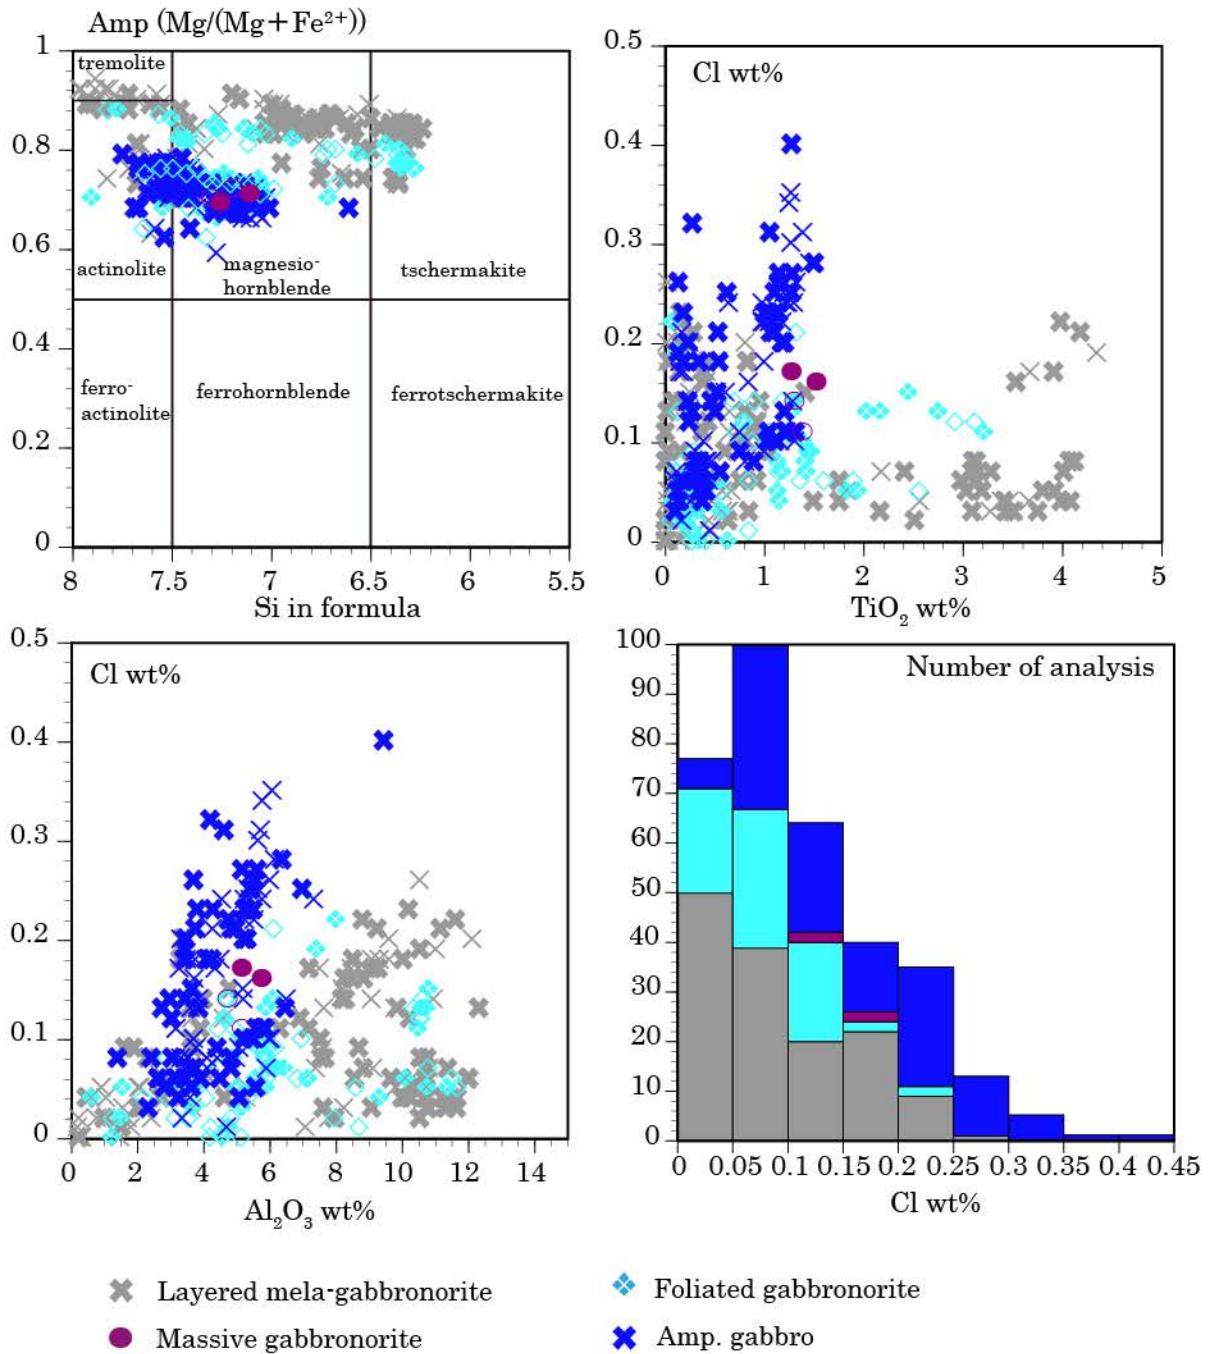 Amp (Mg/(Mg+Fe²⁺))
1
0.8
0.6
0.4
0.2
0
tremolite
actinolite
magnesio-
hornblende
tschermakite
ferro-
actinolite
ferrohornblende
ferrotschermakite
8 7.5 7 6.5 6 5.5
Si in formula
0.5
0.4
0.3
0.2
0.1
0
Cl wt%
0 1 2 3 4 5
TiO₂ wt%
0.5
0.4
0.3
0.2
0.1
0
Cl wt%
0 2 4 6 8 10 12 14
Al₂O₃ wt%
100
90
80
70
60
50
40
30
20
10
0
Number of analysis
0 0.05 0.1 0.15 0.2 0.25 0.3 0.35 0.4 0.45
Cl wt%
Layered mela-gabbronorite
Foliated gabbronorite
Massive gabbronorite
Amp. gabbro